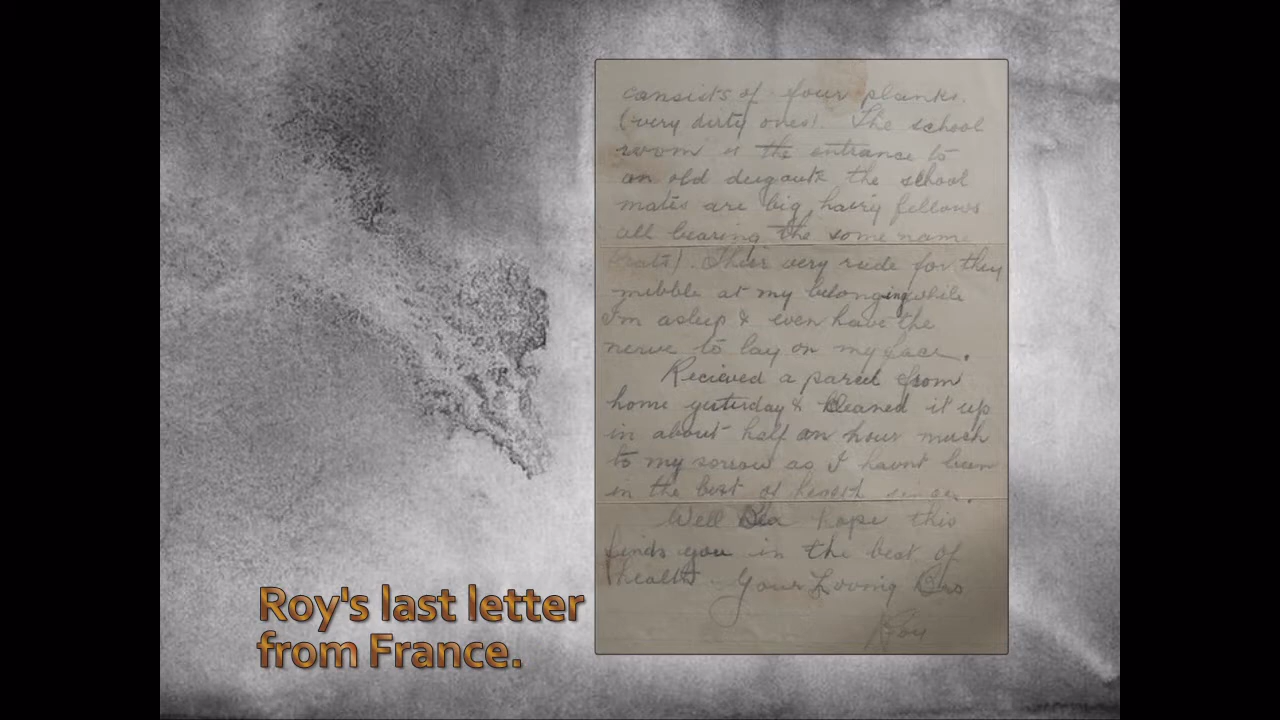 consists of four planks.
(very dirty ones). The school
room is the entrance to
an old dugout & the school
mates are big, hairy fellows
all bearing the same name
(rats). Their very rude for they
nibble at my belongings while
I'm asleep & even have the
nerve to lay on my face.
Recieved a parcel from
home yesterday & cleaned it up
in about half an hour much
to my sorrow as I havnt been
in the best of health since.
Well hope this
finds you in the best of
health Your Loving Bro
Roy
Roy's last letter
from France.